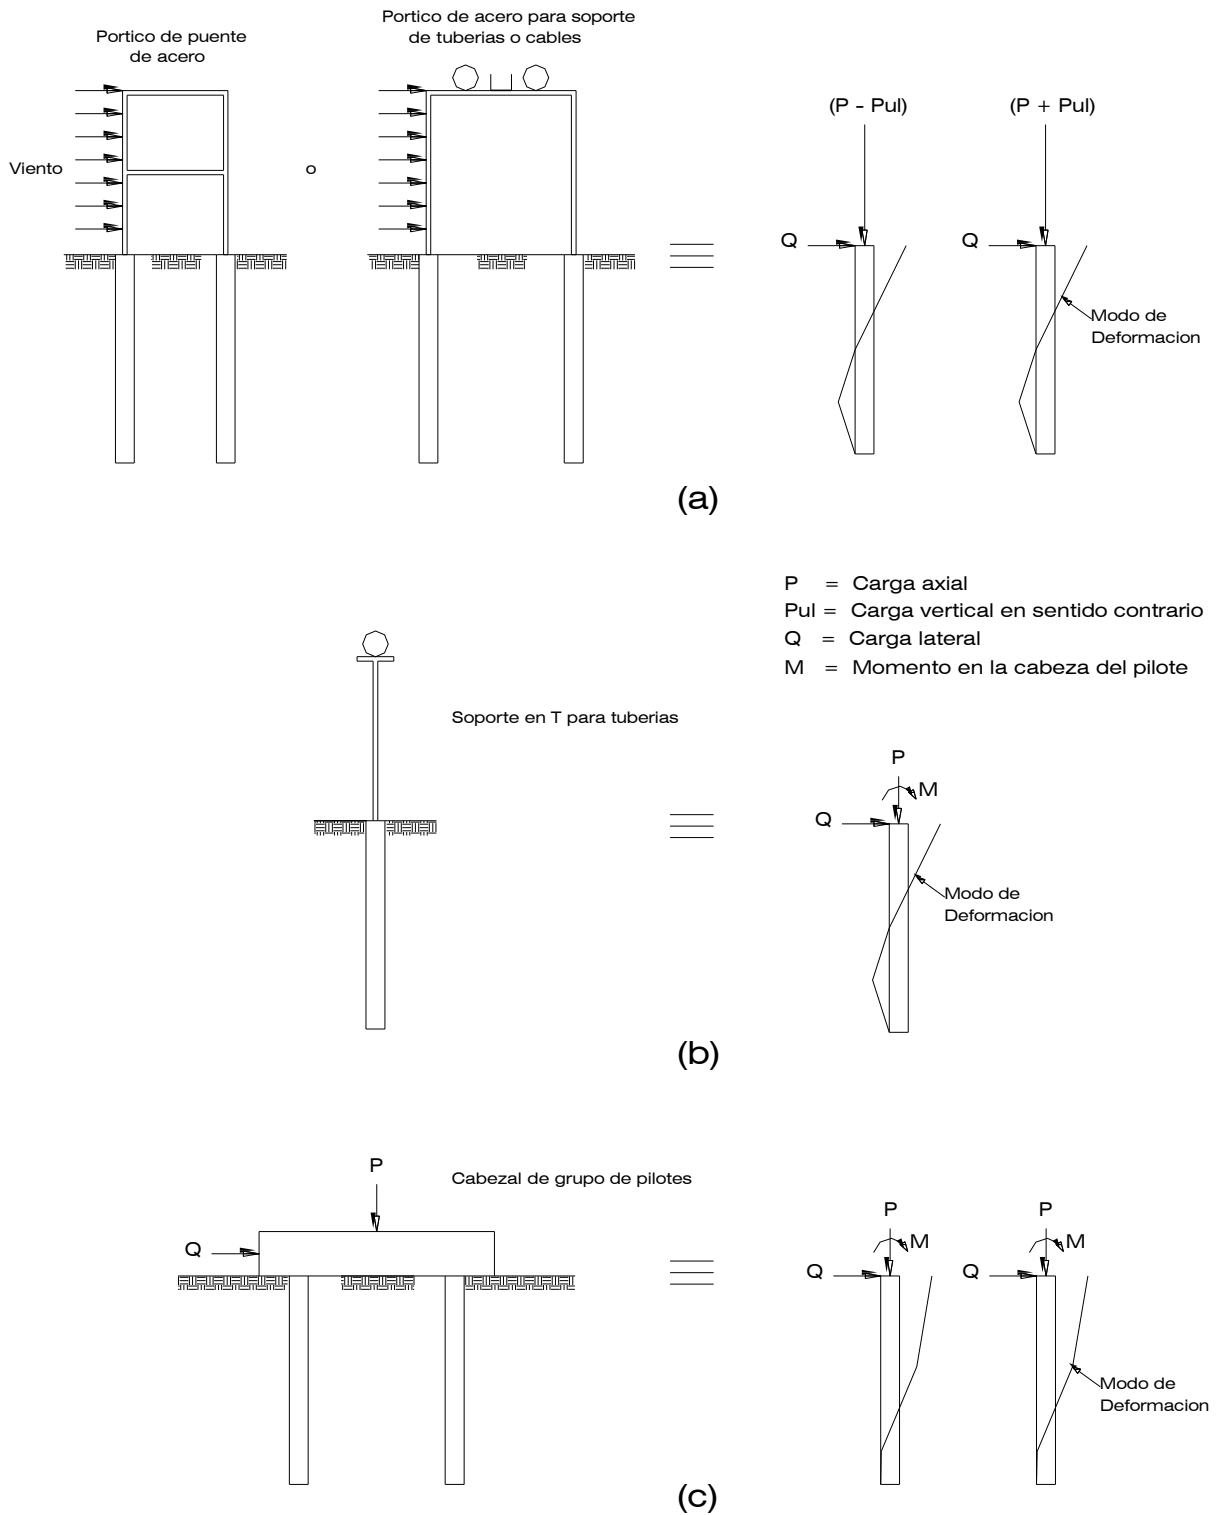 Portico de puente
de acero
Portico de acero para soporte
de tuberias o cables
Viento
o
(P - Pul)
(P + Pul)
Q
Q
Modo de
Deformacion
(a)
P = Carga axial
Pul = Carga vertical en sentido contrario
Q = Carga lateral
M = Momento en la cabeza del pilote
Soporte en T para tuberias
P
M
Q
Modo de
Deformacion
(b)
P
Cabezal de grupo de pilotes
Q
P
P
M
M
Q
Q
Modo de
Deformacion
(c)